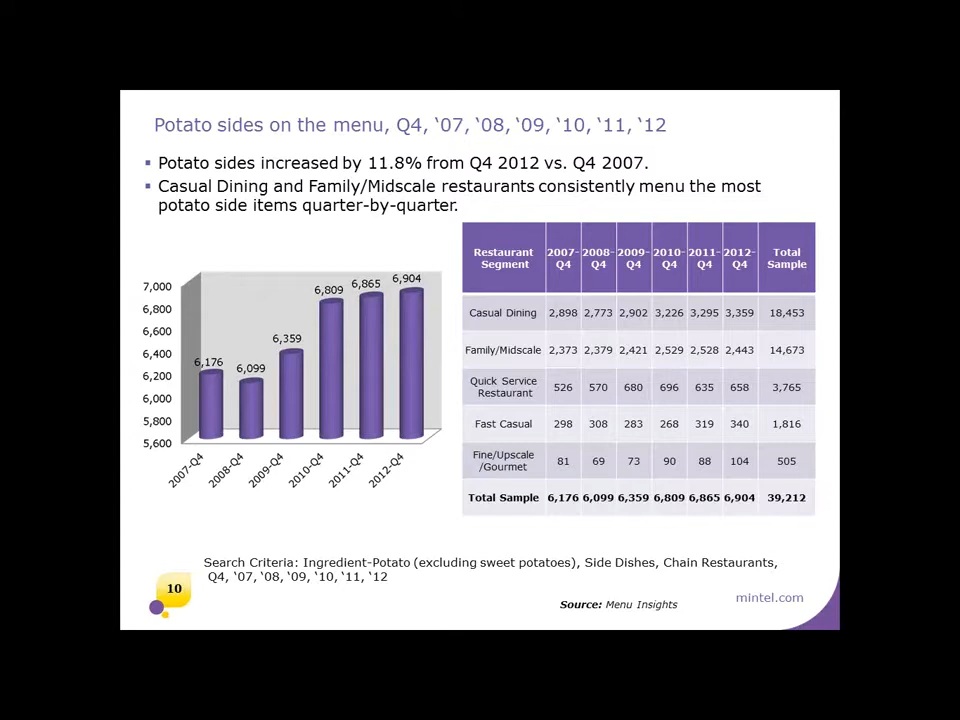 Potato sides on the menu, Q4, ‘07, ‘08, ‘09, ‘10, ‘11, ‘12
▪ Potato sides increased by 11.8% from Q4 2012 vs. Q4 2007.
▪ Casual Dining and Family/Midscale restaurants consistently menu the most
potato side items quarter-by-quarter.
7,000
6,800
6,600
6,400
6,200
6,000
5,800
5,600
6,176
6,099
6,359
6,809
6,865
6,904
2007-Q4
2008-Q4
2009-Q4
2010-Q4
2011-Q4
2012-Q4
Restaurant Segment 2007-Q4 2008-Q4 2009-Q4 2010-Q4 2011-Q4 2012-Q4 Total Sample
Casual Dining 2,898 2,773 2,902 3,226 3,295 3,359 18,453
Family/Midscale 2,373 2,379 2,421 2,529 2,528 2,443 14,673
Quick Service Restaurant 526 570 680 696 635 658 3,765
Fast Casual 298 308 283 268 319 340 1,816
Fine/Upscale /Gourmet 81 69 73 90 88 104 505
Total Sample 6,176 6,099 6,359 6,809 6,865 6,904 39,212
Search Criteria: Ingredient-Potato (excluding sweet potatoes), Side Dishes, Chain Restaurants,
Q4, ‘07, ‘08, ‘09, ‘10, ‘11, ‘12
10
Source: Menu Insights
mintel.com